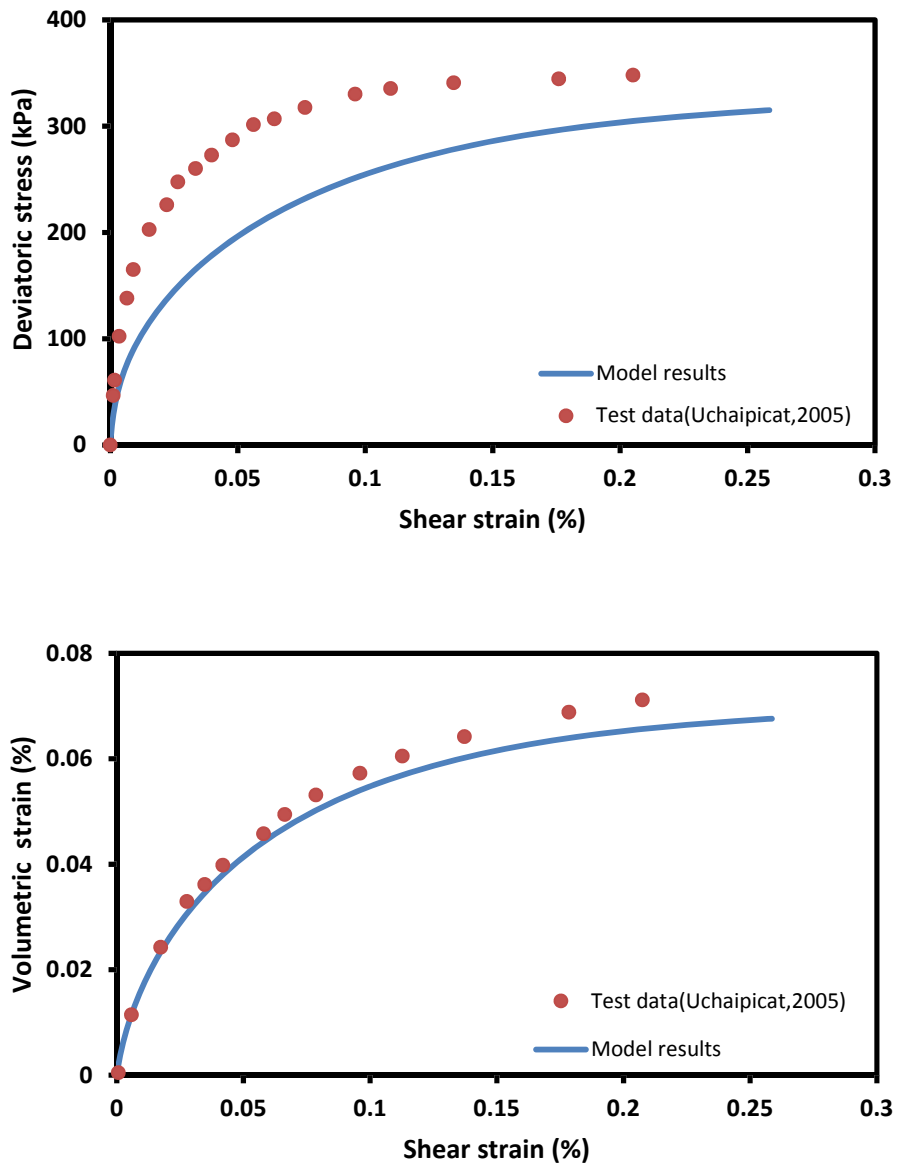 400
300
200
100
0
Deviatoric stress (kPa)
Model results
Test data(Uchaipicat,2005)
0 0.05 0.1 0.15 0.2 0.25 0.3
Shear strain (%)
0.08
0.06
0.04
0.02
0
Volumetric strain (%)
Test data(Uchaipicat,2005)
Model results
0 0.05 0.1 0.15 0.2 0.25 0.3
Shear strain (%)